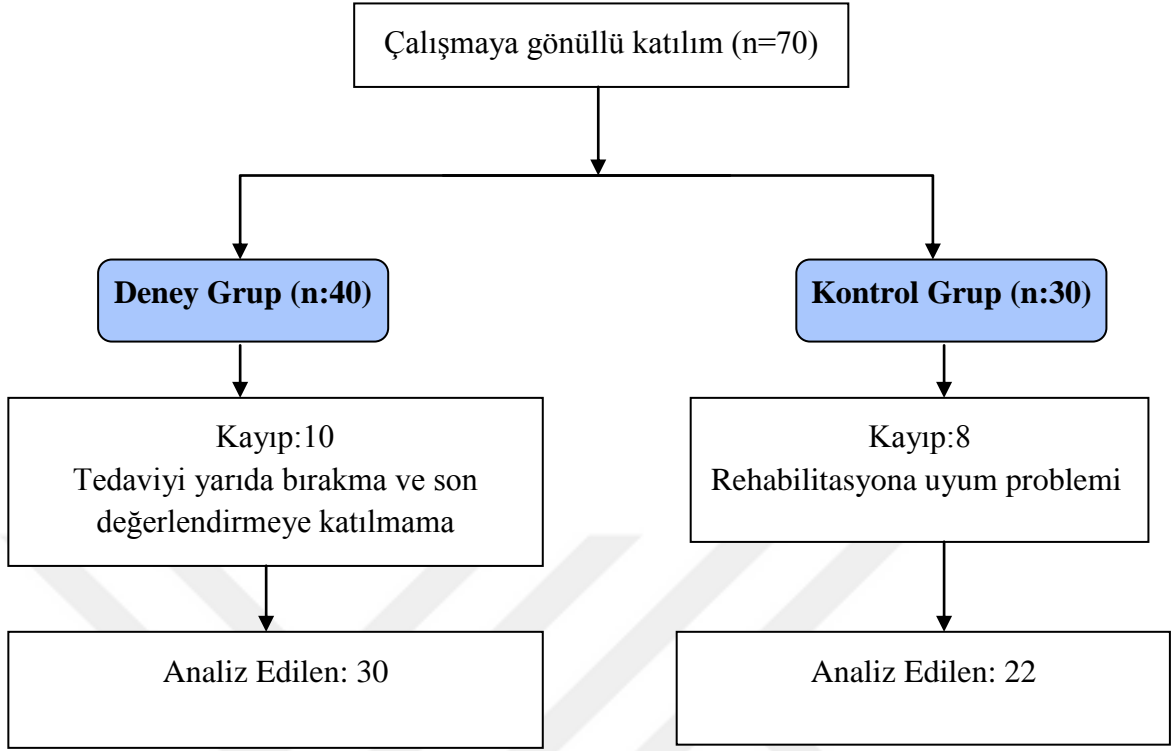 Çalışmaya gönüllü katılım (n=70)
Deney Grup (n:40)
Kontrol Grup (n:30)
Kayıp:10
Tedaviyi yarıda bırakma ve son
değerlendirmeye katılmama
Kayıp:8
Rehabilitasyona uyum problemi
Analiz Edilen: 30
Analiz Edilen: 22